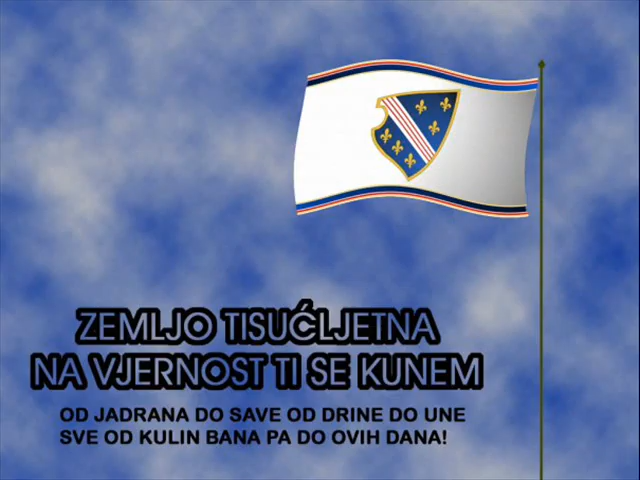 ZEMLJO TISUĆLJETNA
NA VJERNOST TI SE KUNEM
OD JADRANA DO SAVE OD DRINE DO UNE
SVE OD KULIN BANA PA DO OVIH DANA!